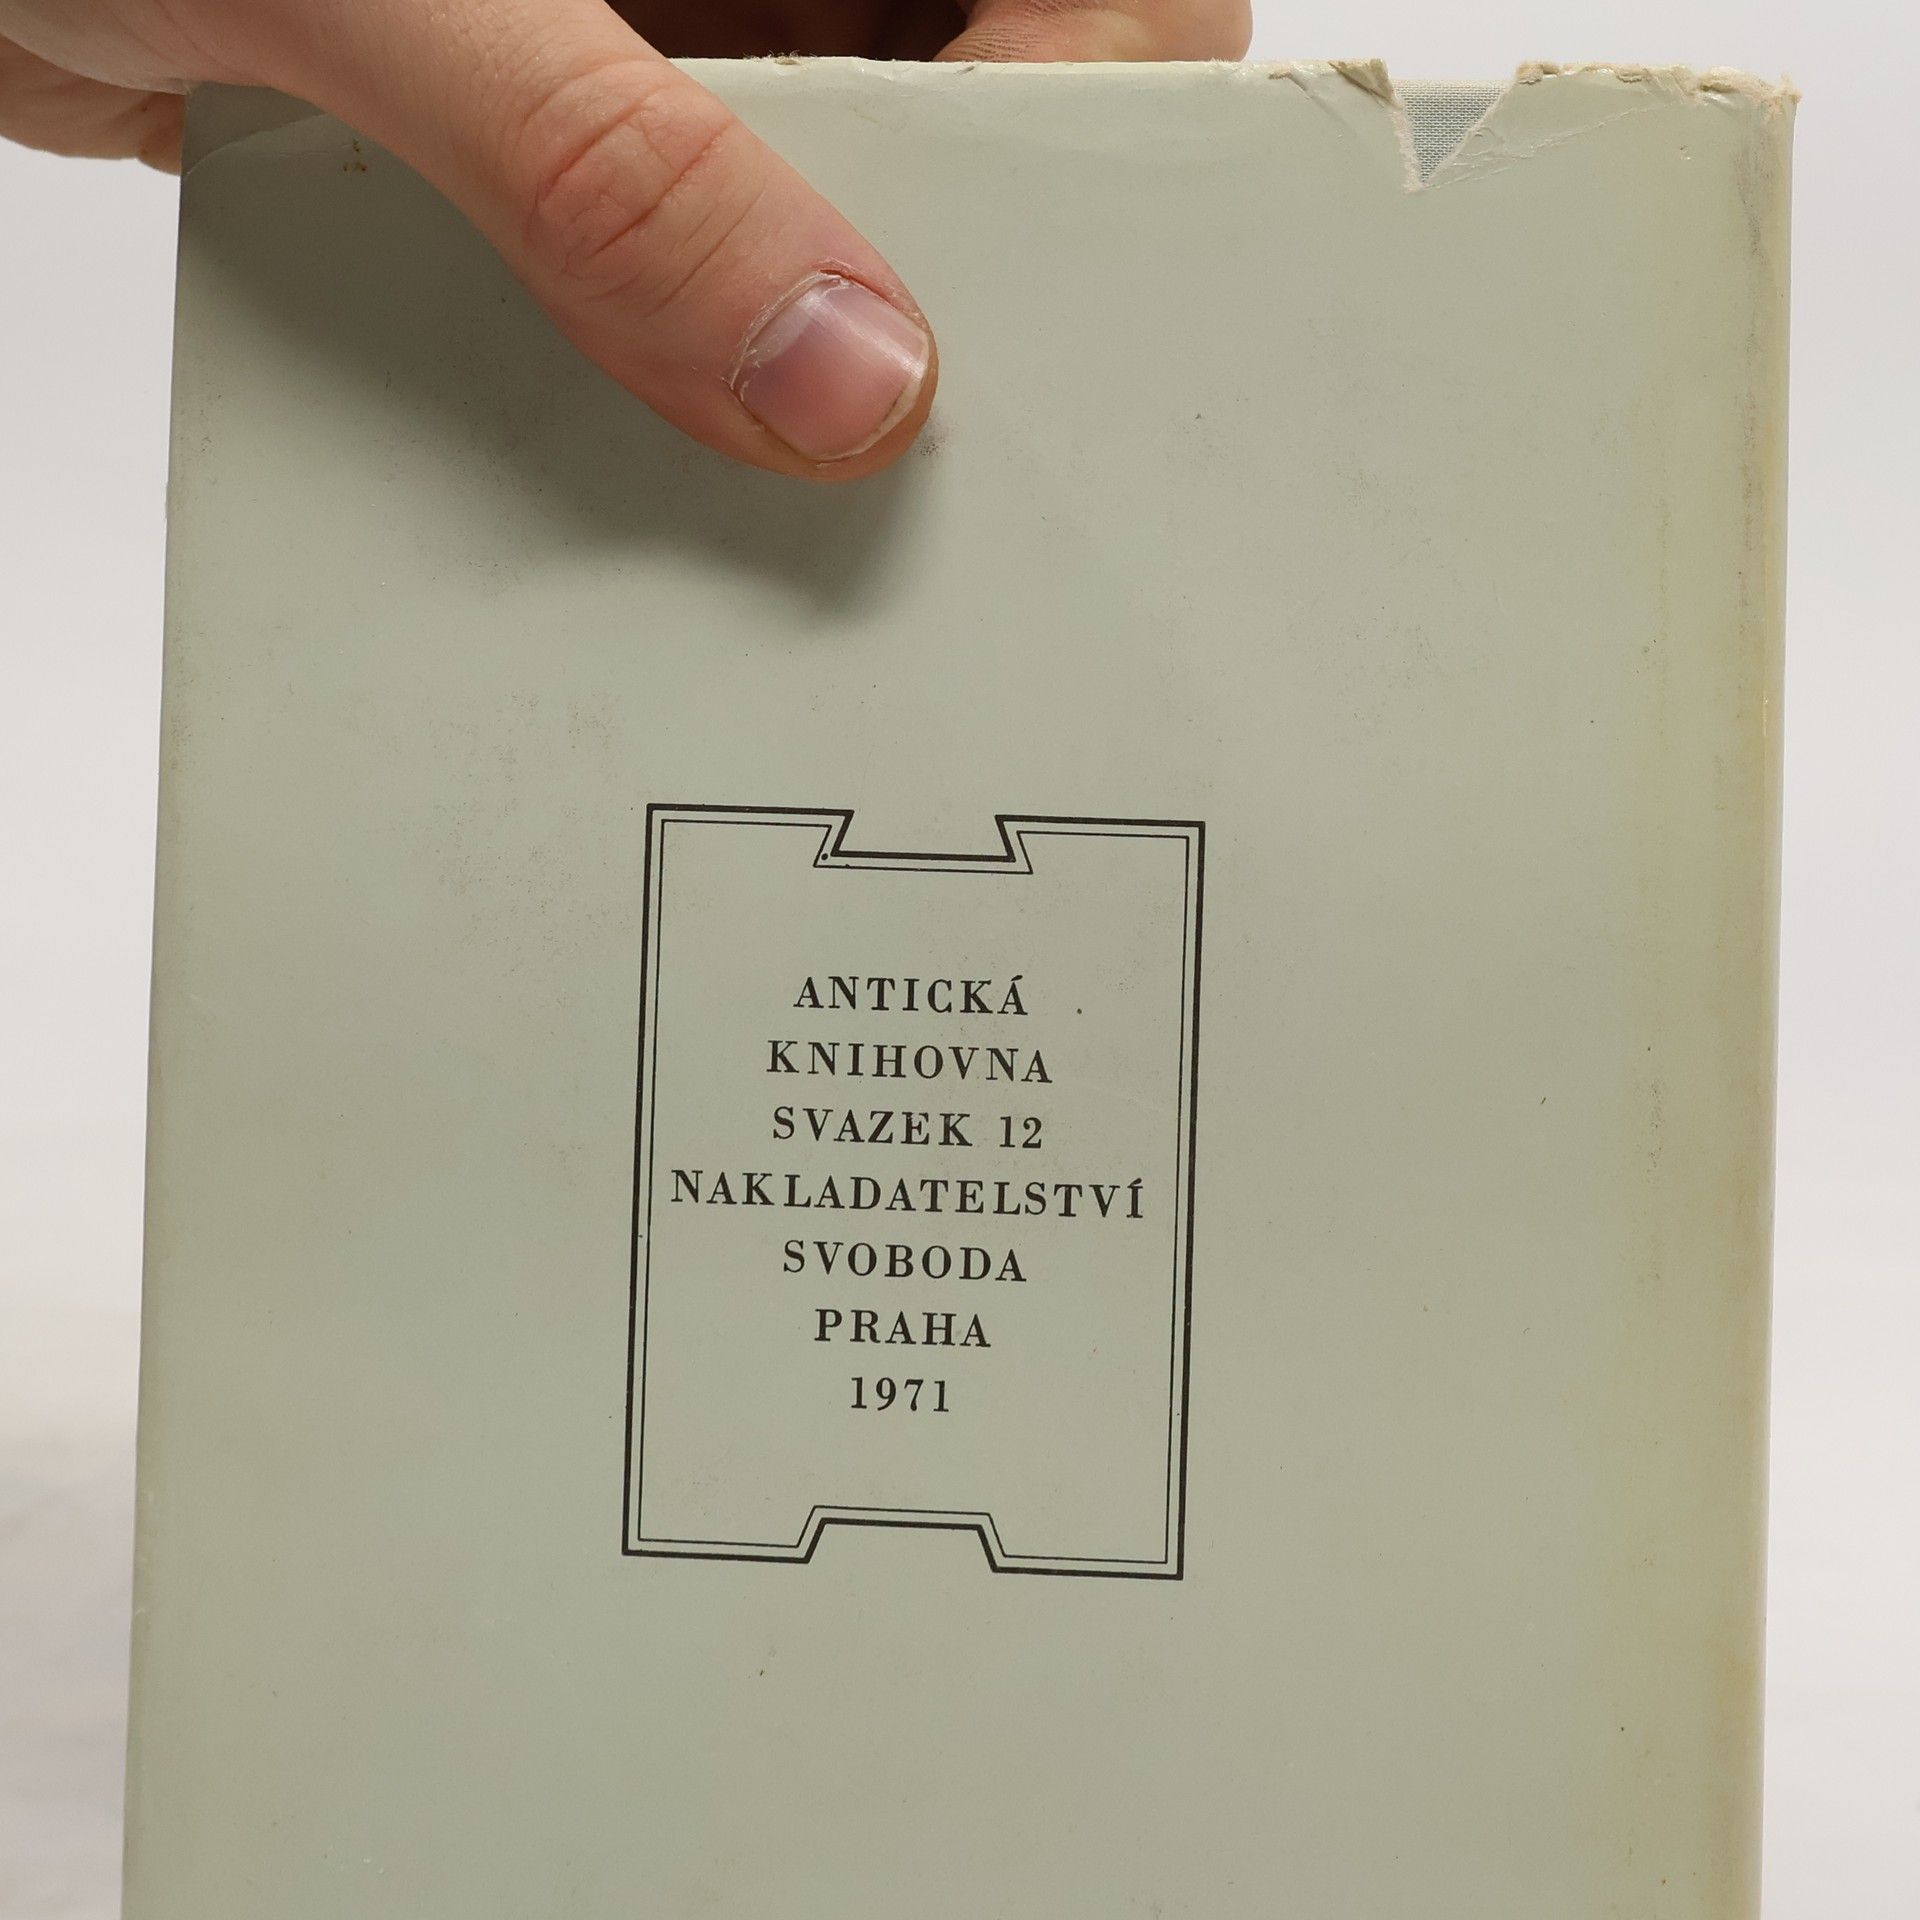 ANTICKÁ
KNIHOVNA
SVAZEK 12
NAKLADATELSTVÍ
SVOBODA
PRAHA
1971